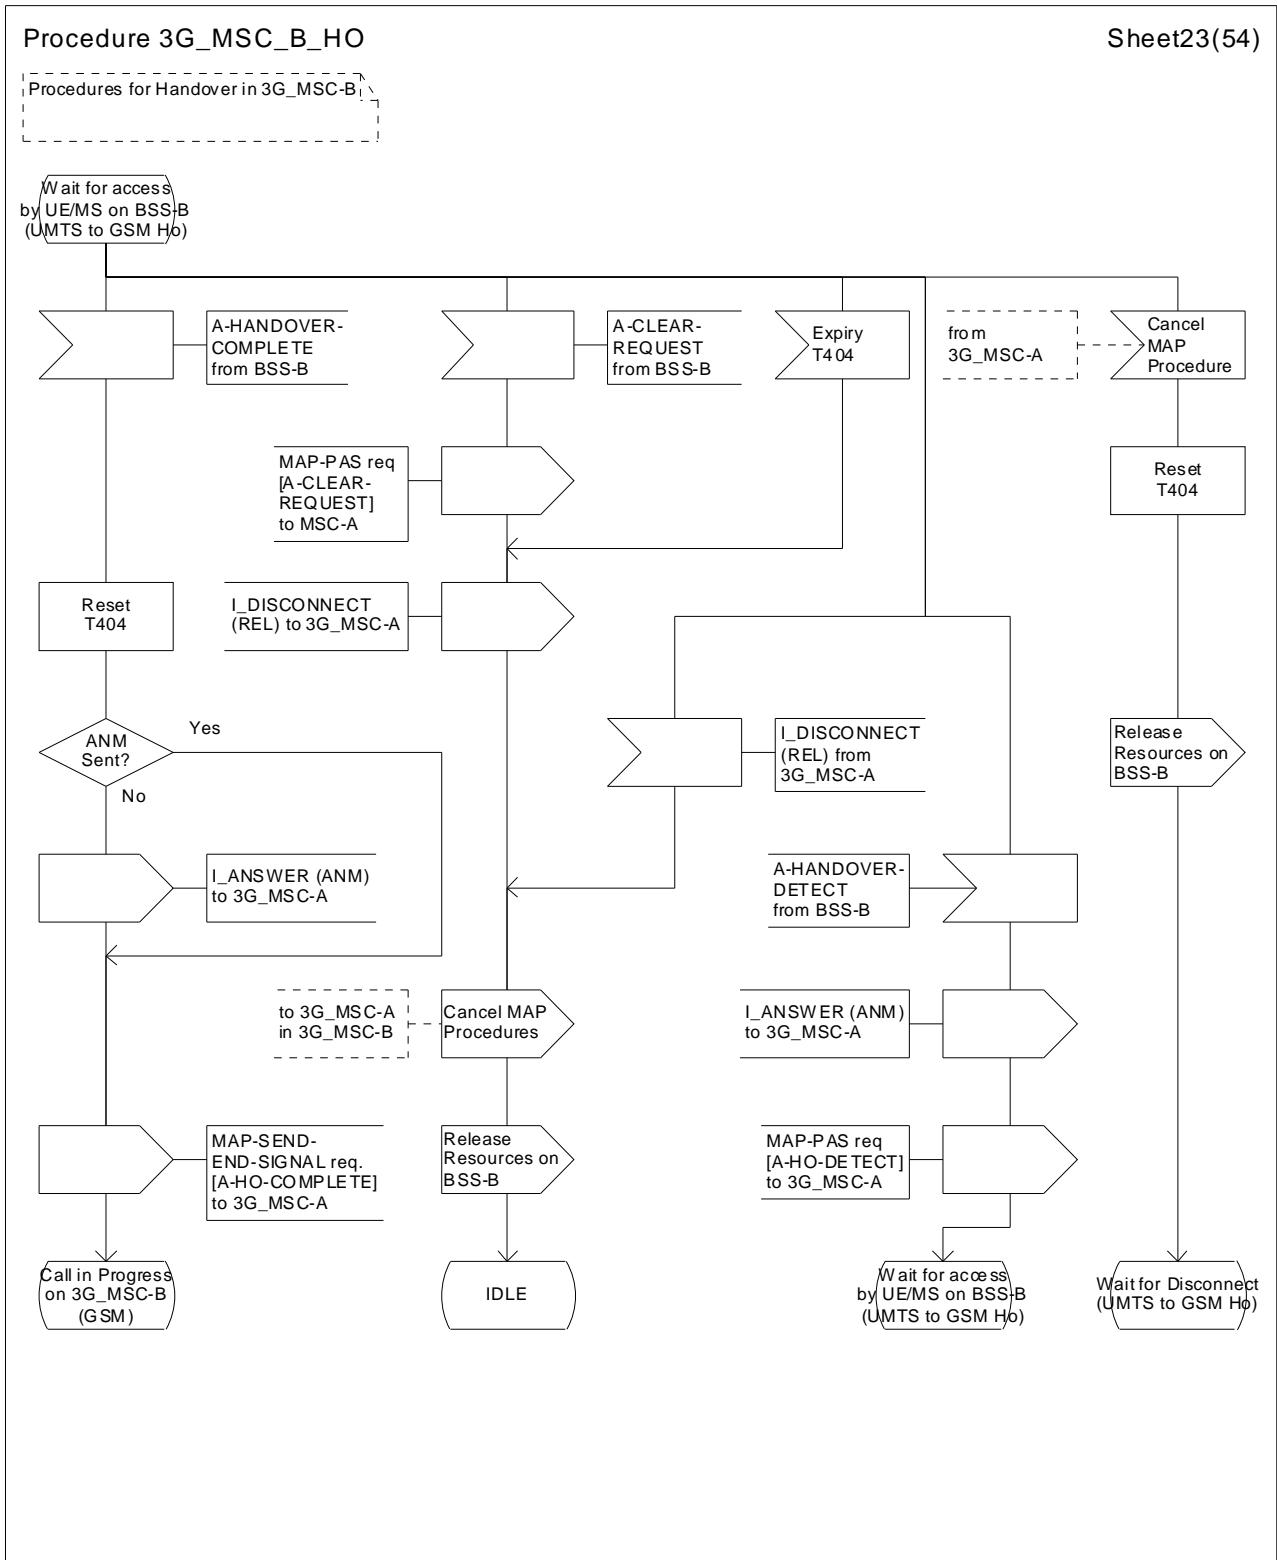 Procedure 3G_MSC_B_HO
Sheet23(54)
Procedures for Handover in 3G_MSC-B
Wait for access
by UE/MS on BSS-B
(UMTS to GSM Ho)
A-HANDOVER-
COMPLETE
from BSS-B
A-CLEAR-
REQUEST
from BSS-B
Expiry
T404
from
3G_MSC-A
Cancel
MAP
Procedure
MAP-PAS req
[A-CLEAR-
REQUEST]
to MSC-A
Reset
T404
Reset
T404
I_DISCONNECT
(REL) to 3G_MSC-A
ANM
Sent?
Yes
No
I_DISCONNECT
(REL) from
3G_MSC-A
Release
Resources on
BSS-B
I_ANSWER (ANM)
to 3G_MSC-A
A-HANDOVER-
DETECT
from BSS-B
to 3G_MSC-A
in 3G_MSC-B
Cancel MAP
Procedures
I_ANSWER (ANM)
to 3G_MSC-A
MAP-SEND-
END-SIGNAL req.
[A-HO-COMPLETE]
to 3G_MSC-A
Release
Resources on
BSS-B
MAP-PAS req
[A-HO-DETECT]
to 3G_MSC-A
Call in Progress
on 3G_MSC-B
(GSM)
IDLE
Wait for access
by UE/MS on BSS-B
(UMTS to GSM Ho)
Wait for Disconnect
(UMTS to GSM Ho)